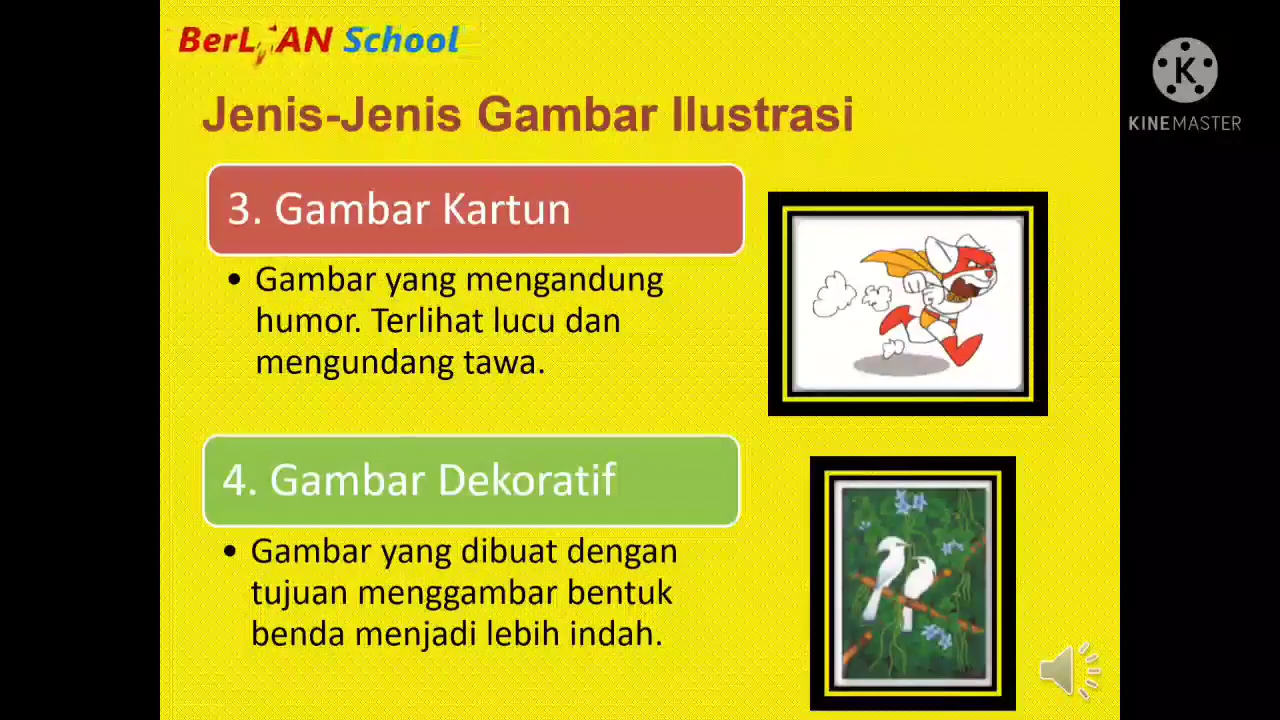 BerLiAN School
Jenis-Jenis Gambar Ilustrasi
3. Gambar Kartun
• Gambar yang mengandung
humor. Terlihat lucu dan
mengundang tawa.
4. Gambar Dekoratif
• Gambar yang dibuat dengan
tujuan menggambar bentuk
benda menjadi lebih indah.
K
KINEMASTER